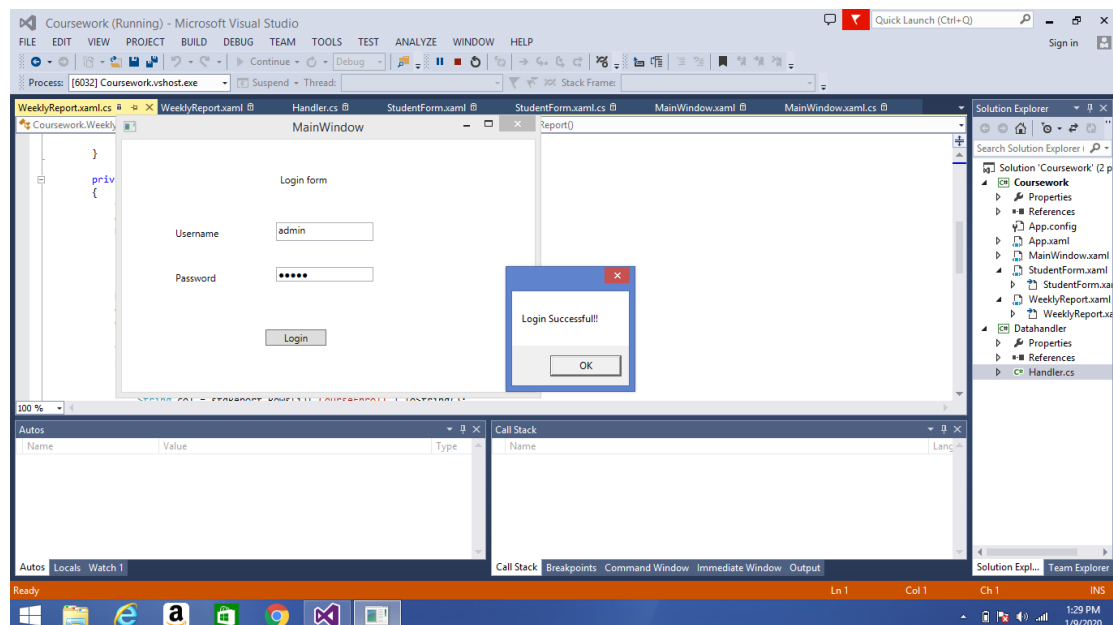 Coursework (Running) - Microsoft Visual Studio
Quick Launch (Ctrl+Q)
FILE EDIT VIEW PROJECT BUILD DEBUG TEAM TOOLS TEST ANALYZE WINDOW HELP
Sign in
Continue Debug
Process: [6032] Coursework.vshost.exe Suspend Thread: Stack Frame:
WeeklyReport.xaml.cs WeeklyReport.xaml Handler.cs StudentForm.xaml StudentForm.xaml.cs MainWindow.xaml MainWindow.xaml.cs
Coursework.Weekly
Report()
}
priv
{
MainWindow
Login form
Username admin
Password •••••
Login
Login Successful!!
OK
100 %
Solution Explorer
Search Solution Explorer (
Solution 'Coursework' (2 p
Coursework
Properties
References
App.config
App.xaml
MainWindow.xaml
StudentForm.xaml
StudentForm.xa
WeeklyReport.xaml
WeeklyReport.xa
Datahandler
Properties
References
Handler.cs
Autos
Name Value Type
Call Stack
Name Lang
Autos Locals Watch 1
Call Stack Breakpoints Command Window Immediate Window Output
Solution Expl... Team Explorer
Ready Ln 1 Col 1 Ch 1 INS
1:29 PM
1/9/2020